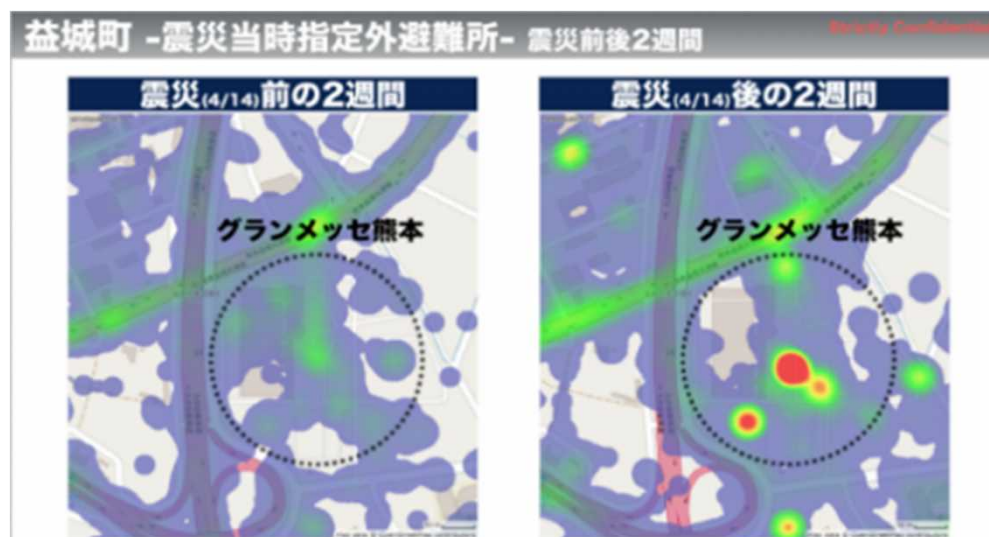 益城町 -震災当時指定外避難所- 震災前後2週間
Strictly Confidential
震災(4/14)前の2週間
震災(4/14)後の2週間
グランメッセ熊本
グランメッセ熊本